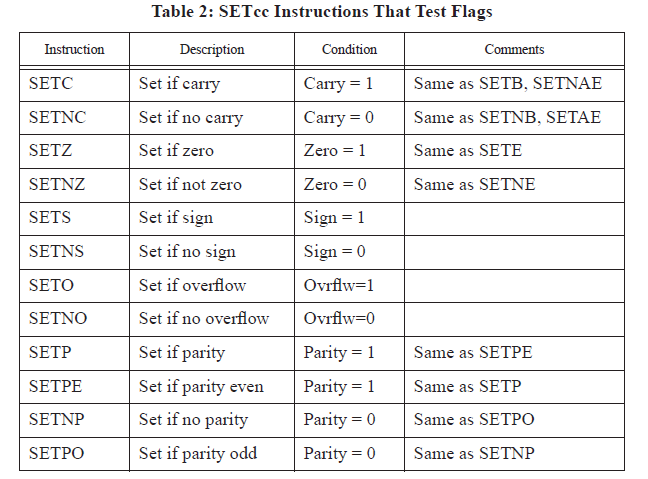 Table 2: SETcc Instructions That Test Flags
Instruction Description Condition Comments
SETC Set if carry Carry = 1 Same as SETB, SETNAE
SETNC Set if no carry Carry = 0 Same as SETNB, SETAE
SETZ Set if zero Zero = 1 Same as SETE
SETNZ Set if not zero Zero = 0 Same as SETNE
SETS Set if sign Sign = 1
SETNS Set if no sign Sign = 0
SETO Set if overflow Ovrflw=1
SETNO Set if no overflow Ovrflw=0
SETP Set if parity Parity = 1 Same as SETPE
SETPE Set if parity even Parity = 1 Same as SETP
SETNP Set if no parity Parity = 0 Same as SETPO
SETPO Set if parity odd Parity = 0 Same as SETNP